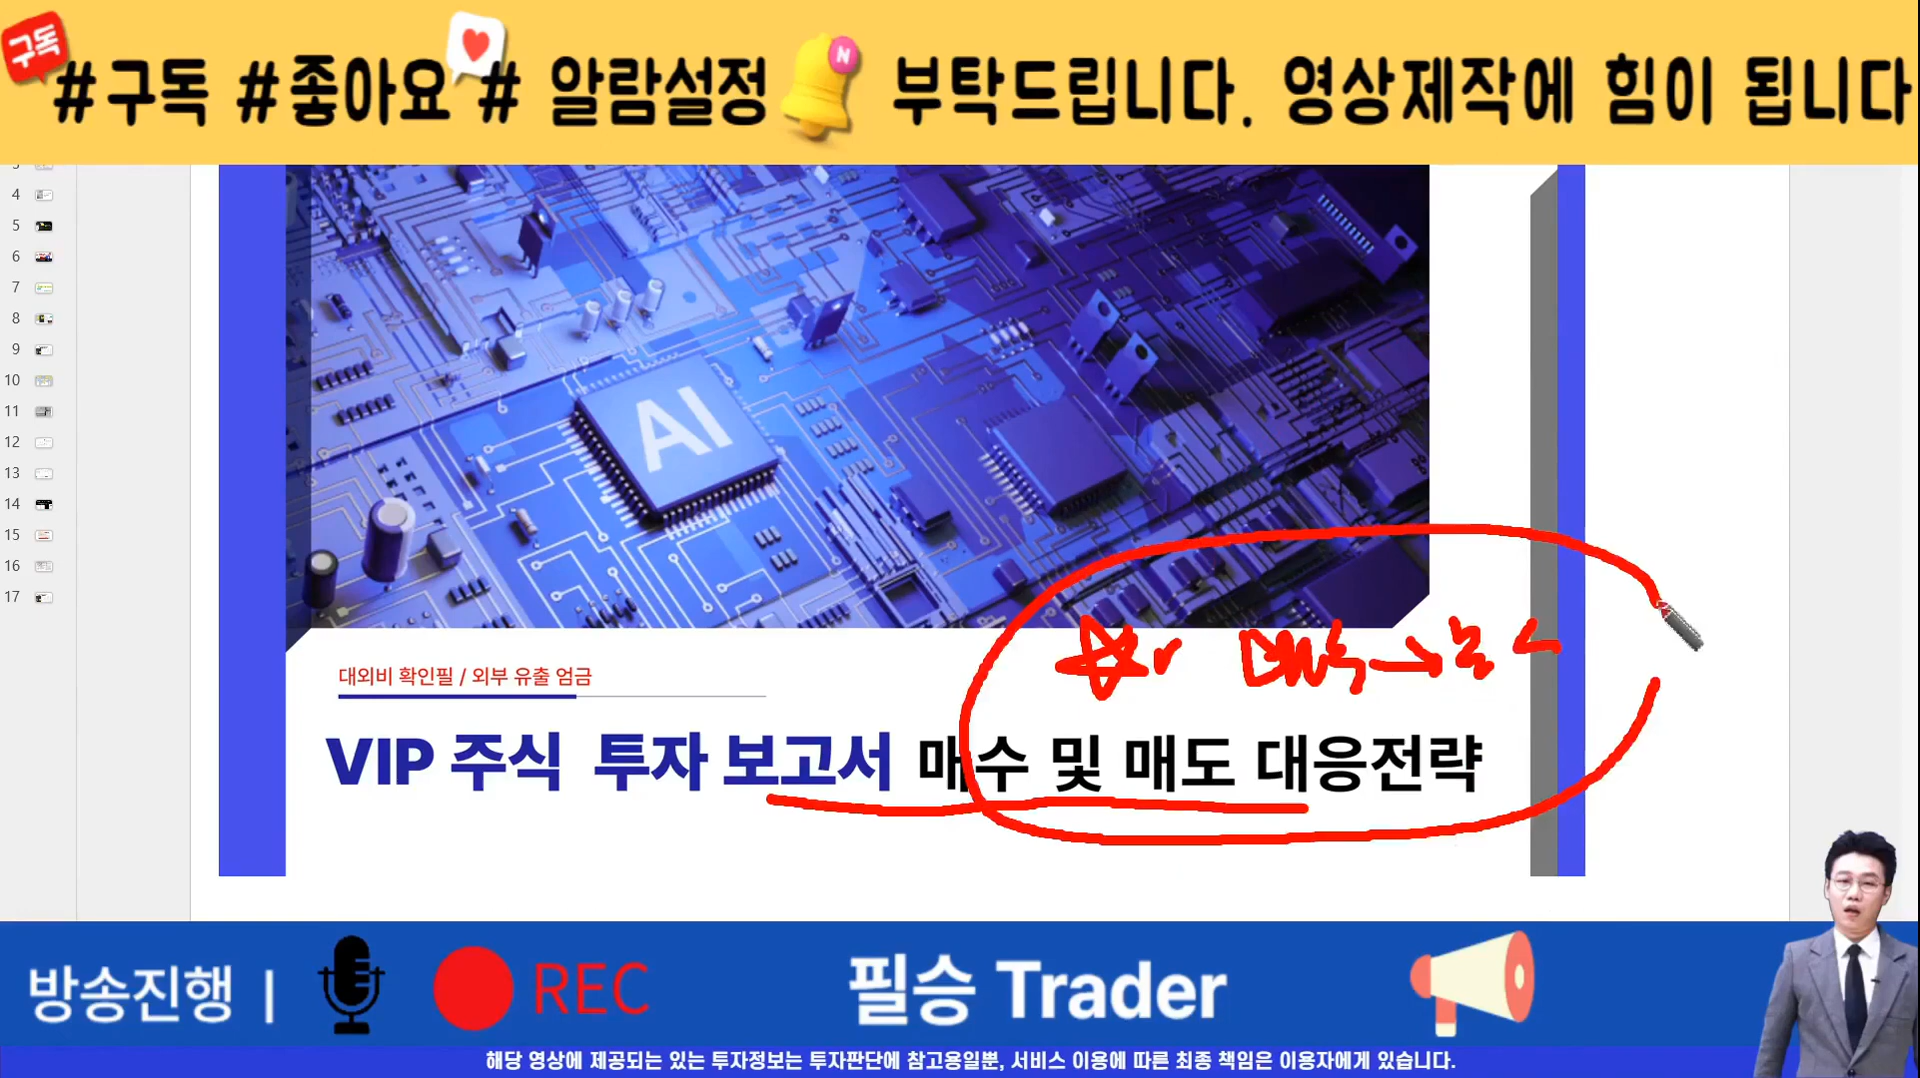 구독
#구독 #좋아요 # 알람설정 N 부탁드립니다. 영상제작에 힘이 됩니다
4
5
6
7
8
9
10
11
12
13
14
15
16
17
AI
대외비 확인필 / 외부 유출 엄금
VIP 주식 투자 보고서 매수 및 매도 대응전략
방송진행 | REC 필승 Trader
해당 영상에 제공되는 있는 투자정보는 투자판단에 참고용일뿐, 서비스 이용에 따른 최종 책임은 이용자에게 있습니다.